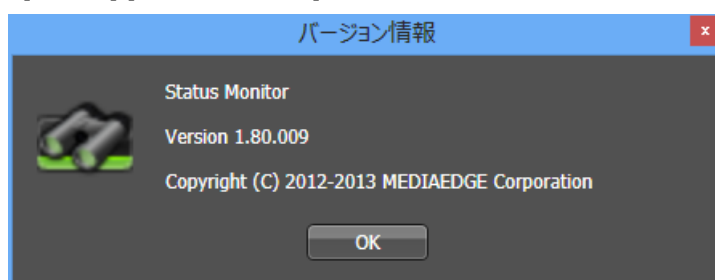 バージョン情報
x
Status Monitor
Version 1.80.009
Copyright (C) 2012-2013 MEDIAEDGE Corporation
OK